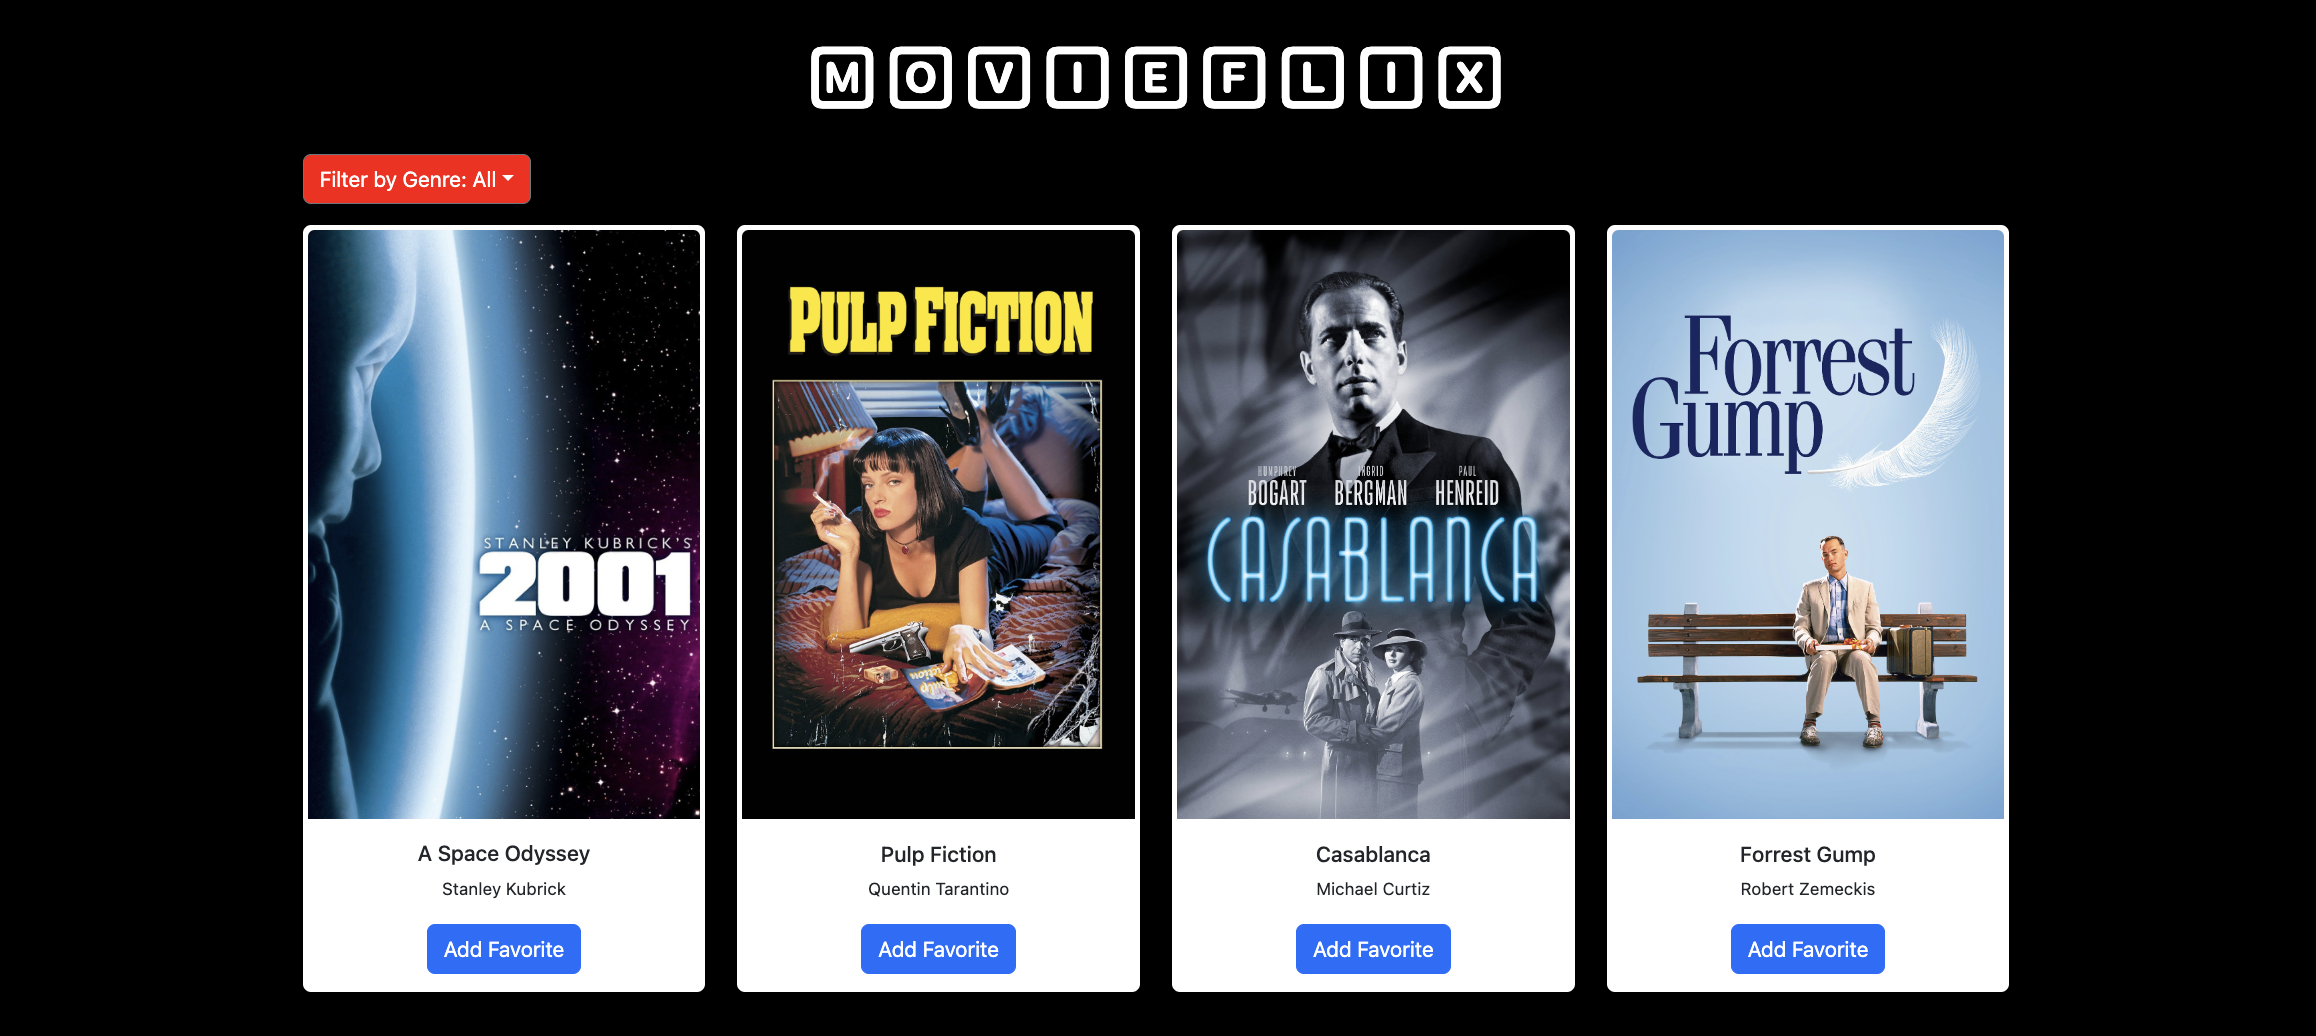 MOVIEFLIX
Filter by Genre: All
STANLEY KUBRICK'S
2001
A SPACE ODYSSEY
A Space Odyssey
Stanley Kubrick
Add Favorite
PULP FICTION
Pulp Fiction
Pulp Fiction
Quentin Tarantino
Add Favorite
HUMPHREY INGRID PAUL
BOGART BERGMAN HENREID
CASABLANCA
Casablanca
Michael Curtiz
Add Favorite
Forrest
Gump
Forrest Gump
Robert Zemeckis
Add Favorite